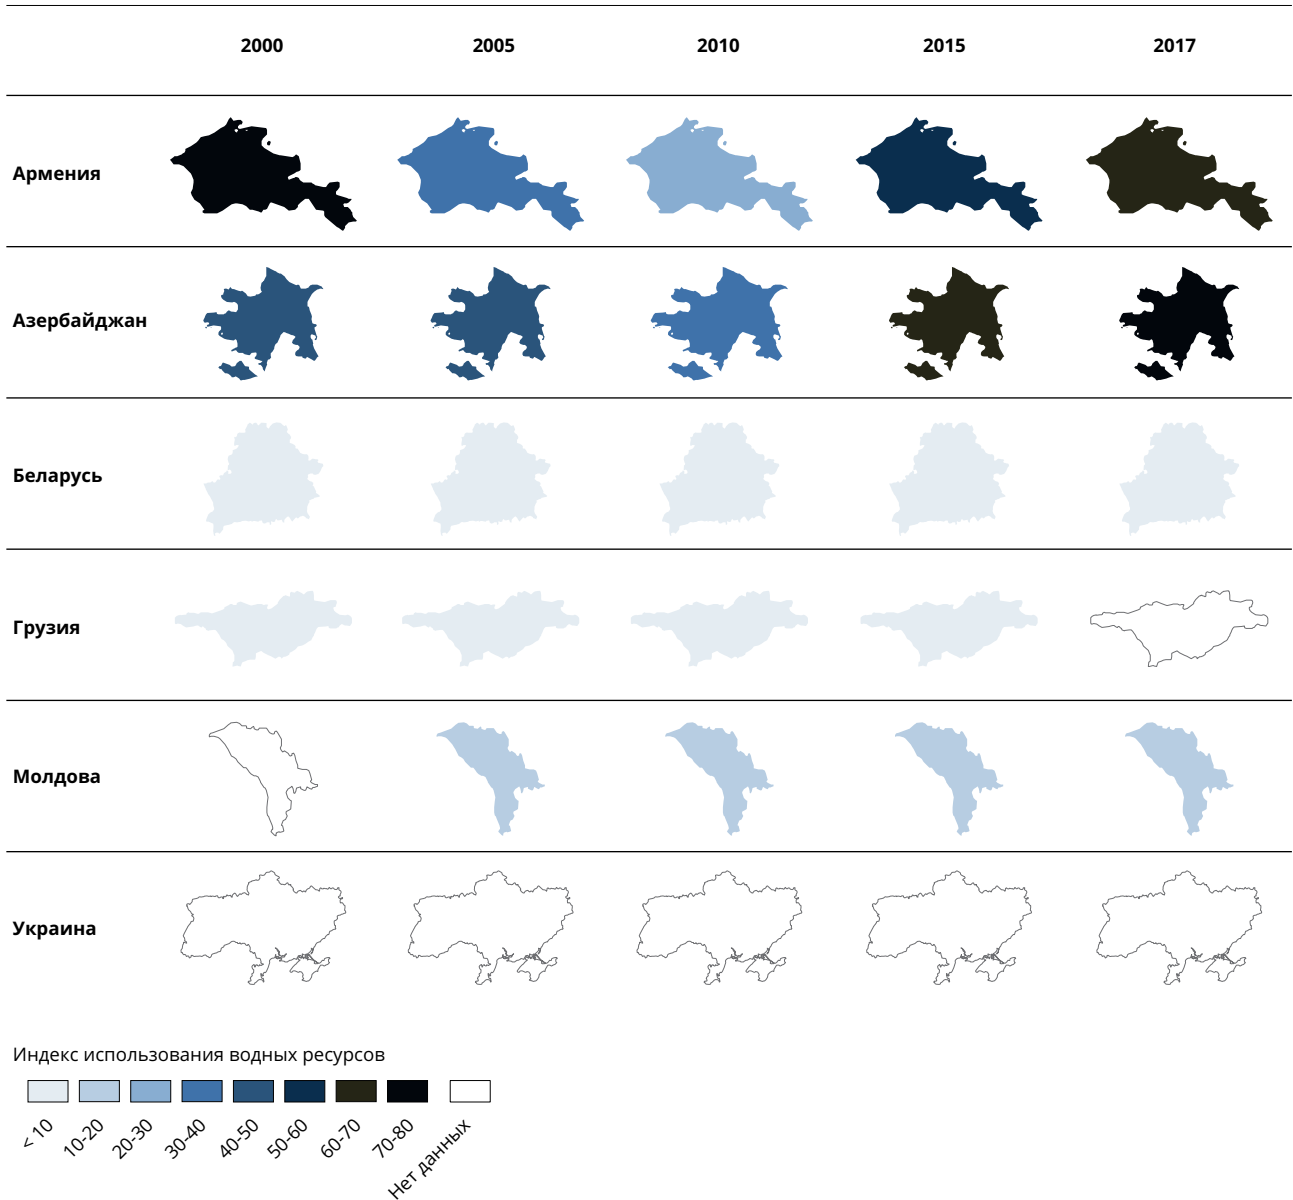 2000 2005 2010 2015 2017
Армения
Азербайджан
Беларусь
Грузия
Молдова
Украина
Индекс использования водных ресурсов
< 10 10-20 20-30 30-40 40-50 50-60 60-70 70-80 Нет данных